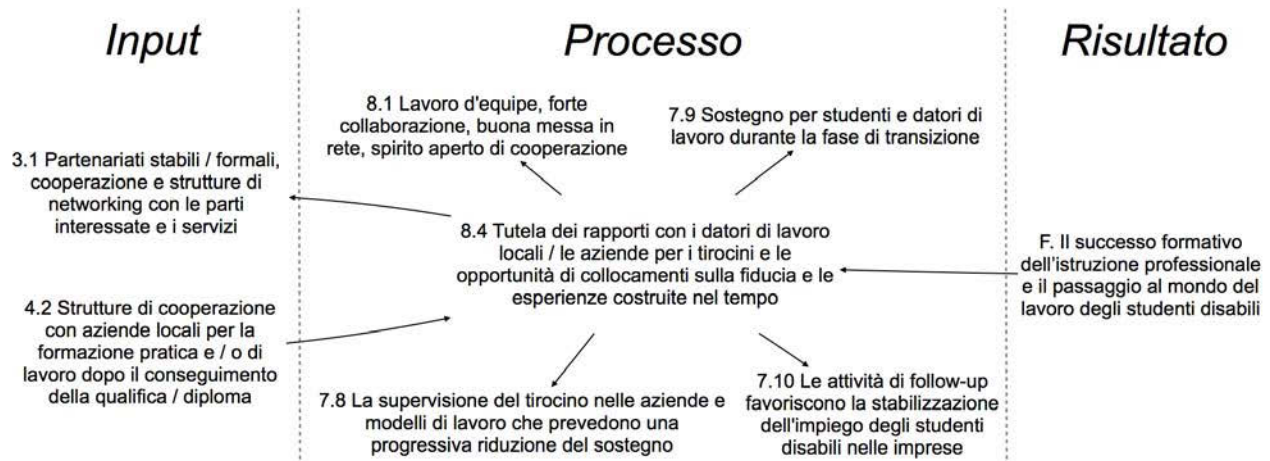 Input
Processo
Risultato
8.1 Lavoro d'equipe, forte
collaborazione, buona messa in
rete, spirito aperto di cooperazione
7.9 Sostegno per studenti e datori di
lavoro durante la fase di transizione
3.1 Partenariati stabili / formali,
cooperazione e strutture di
networking con le parti
interessate e i servizi
8.4 Tutela dei rapporti con i datori di lavoro
locali / le aziende per i tirocini e le
opportunità di collocamenti sulla fiducia e le
esperienze costruite nel tempo
F. Il successo formativo
dell'istruzione professionale
e il passaggio al mondo del
lavoro degli studenti disabili
4.2 Strutture di cooperazione
con aziende locali per la
formazione pratica e / o di
lavoro dopo il conseguimento
della qualifica / diploma
7.8 La supervisione del tirocino nelle aziende e
modelli di lavoro che prevedono una
progressiva riduzione del sostegno
7.10 Le attività di follow-up
favoriscono la stabilizzazione
dell'impiego degli studenti
disabili nelle imprese